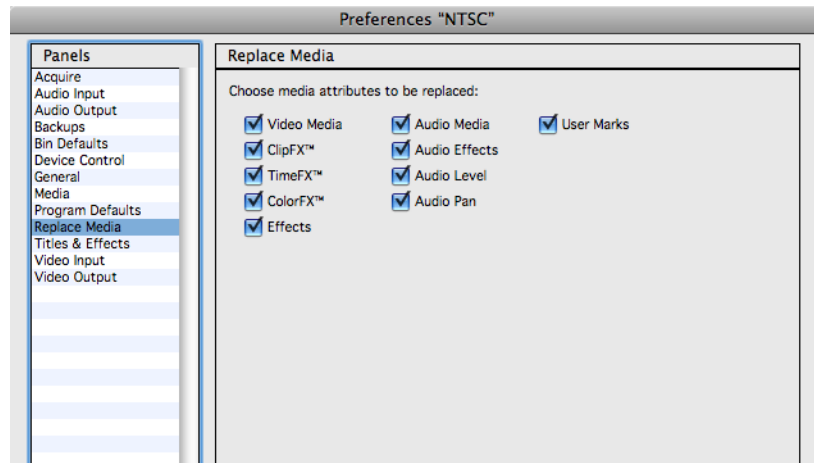 Preferences “NTSC”
Panels
Acquire
Audio Input
Audio Output
Backups
Bin Defaults
Device Control
General
Media
Program Defaults
Replace Media
Titles & Effects
Video Input
Video Output
Replace Media
Choose media attributes to be replaced:
Video Media
Audio Media
User Marks
ClipFX™
Audio Effects
TimeFX™
Audio Level
ColorFX™
Audio Pan
Effects